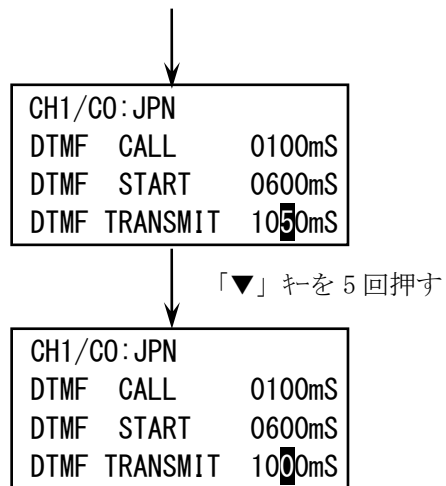 CH1/CO:JPN
DTMF CALL 0100mS
DTMF START 0600mS
DTMF TRANSMIT 1050mS
「▼」キーを5回押す
CH1/CO:JPN
DTMF CALL 0100mS
DTMF START 0600mS
DTMF TRANSMIT 1000mS